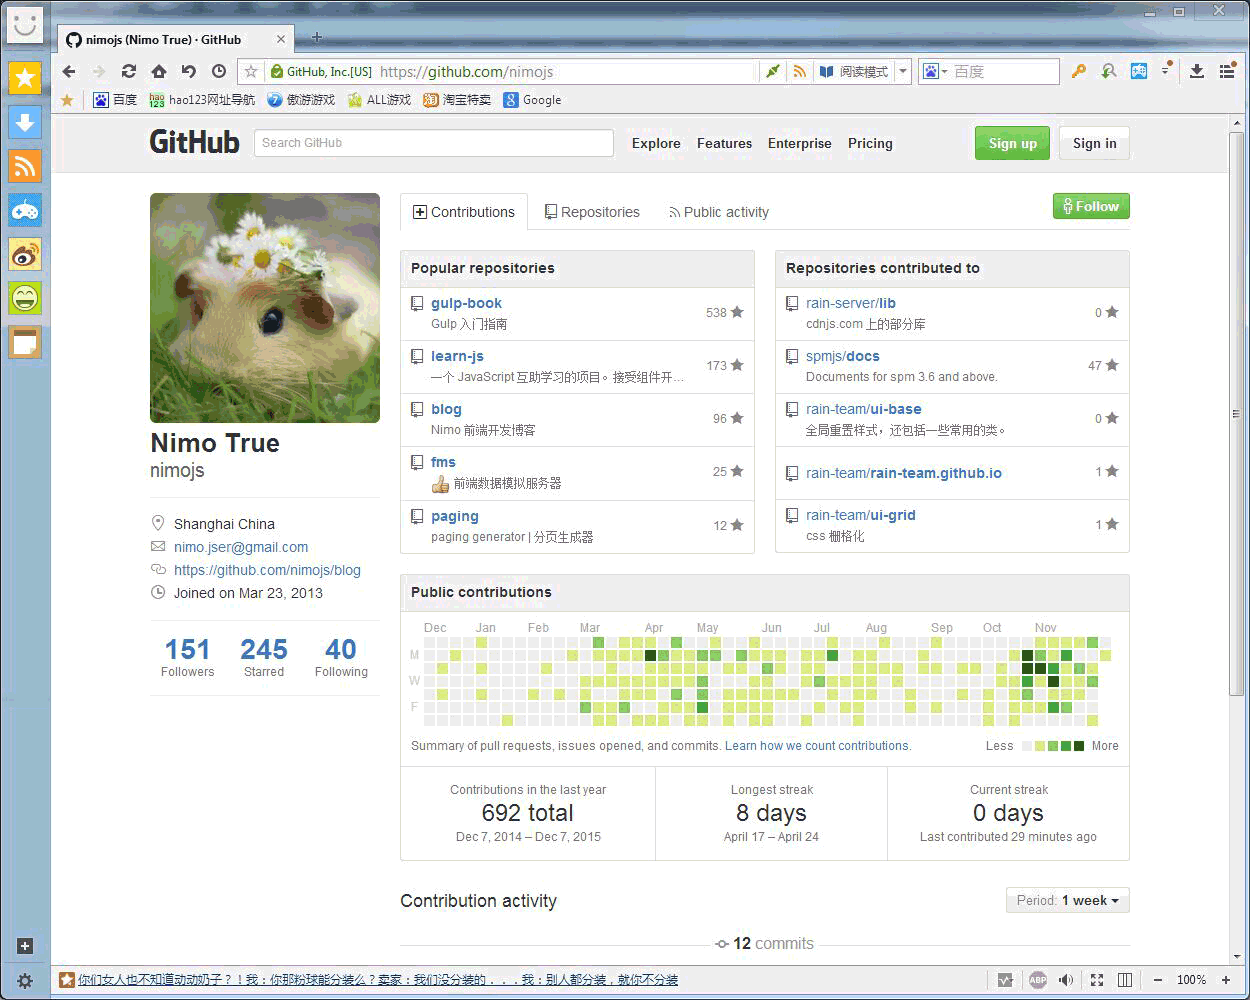 nimojs (Nimo True) · GitHub
GitHub, Inc.[US] https://github.com/nimojs 阅读模式 百度
百度 hao123网址导航 傲游游戏 ALL游戏 淘宝特卖 Google
GitHub Search GitHub Explore Features Enterprise Pricing Sign up Sign in
Contributions Repositories Public activity Follow
Popular repositories
gulp-book
Gulp 入门指南
538
learn-js
一个 JavaScript 互助学习的项目。接受组件开...
173
blog
Nimo 前端开发博客
96
fms
前端数据模拟服务器
25
paging
paging generator | 分页生成器
12
Repositories contributed to
rain-server/lib
cdnjs.com 上的部分库
0
spmjs/docs
Documents for spm 3.6 and above.
47
rain-team/ui-base
全局重置样式，还包括一些常用的类。
0
rain-team/rain-team.github.io
1
rain-team/ui-grid
css 栅格化
1
Nimo True
nimojs
Shanghai China
nimo.jser@gmail.com
https://github.com/nimojs/blog
Joined on Mar 23, 2013
151 245 40
Followers Starred Following
Public contributions
Dec Jan Feb Mar Apr May Jun Jul Aug Sep Oct Nov
M
W
F
Summary of pull requests, issues opened, and commits. Learn how we count contributions. Less More
Contributions in the last year
692 total
Dec 7, 2014 – Dec 7, 2015
Longest streak
8 days
April 17 – April 24
Current streak
0 days
Last contributed 29 minutes ago
Contribution activity Period: 1 week
12 commits
你们女人也不知道动动奶子？！我：你那粉球能分装么？卖家：我们没分装的．．．我：别人都分装，就你不分装
ABP 100%